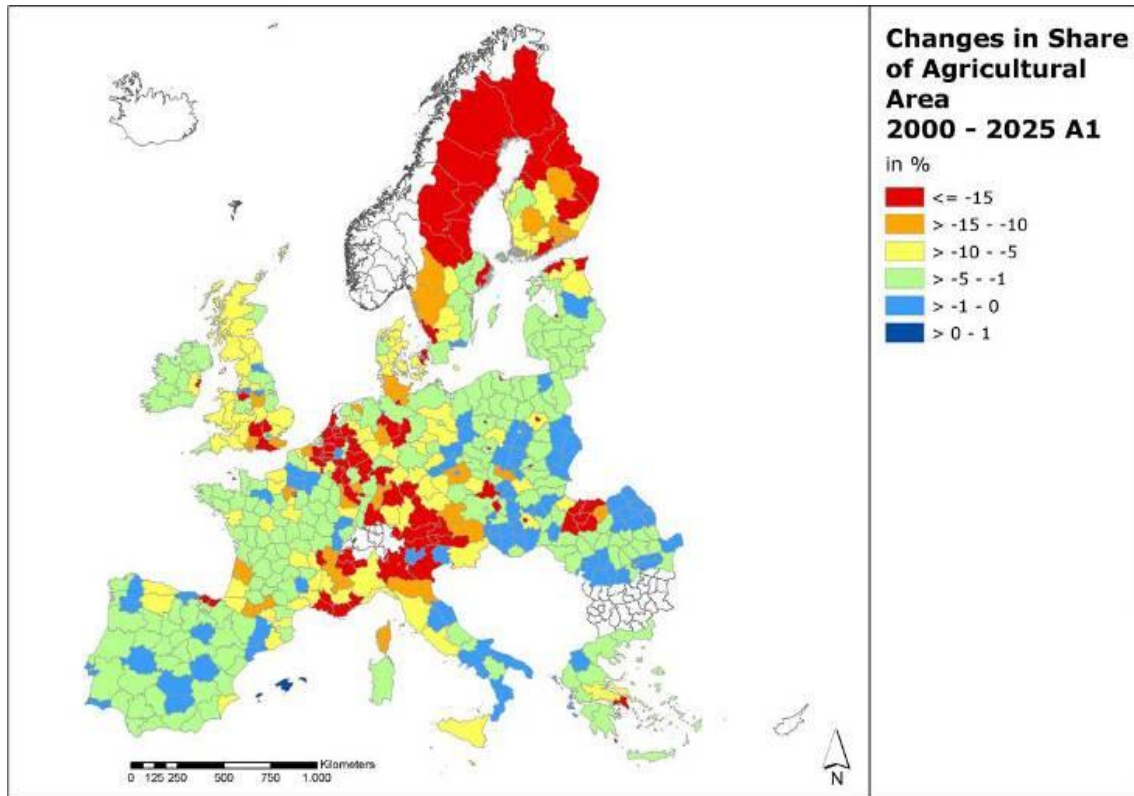 Changes in Share
of Agricultural
Area
2000 - 2025 A1
in %
<= -15
> -15 - -10
> -10 - -5
> -5 - -1
> -1 - 0
> 0 - 1
Kilometers
0 125 250 500 750 1.000
N